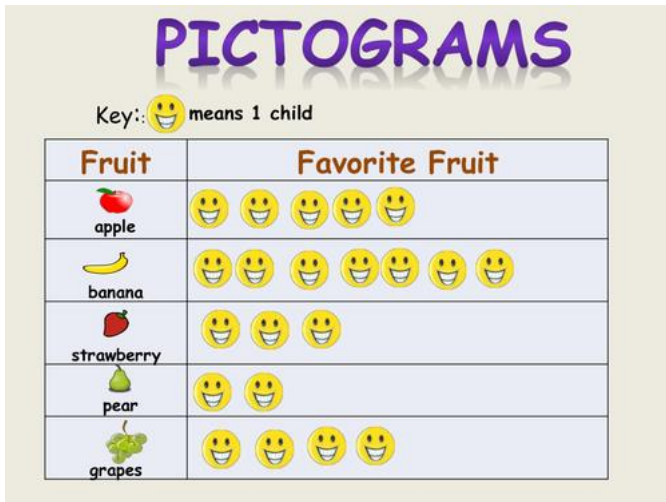 PICTOGRAMS
Key:: means 1 child
Fruit Favorite Fruit
apple
banana
strawberry
pear
grapes